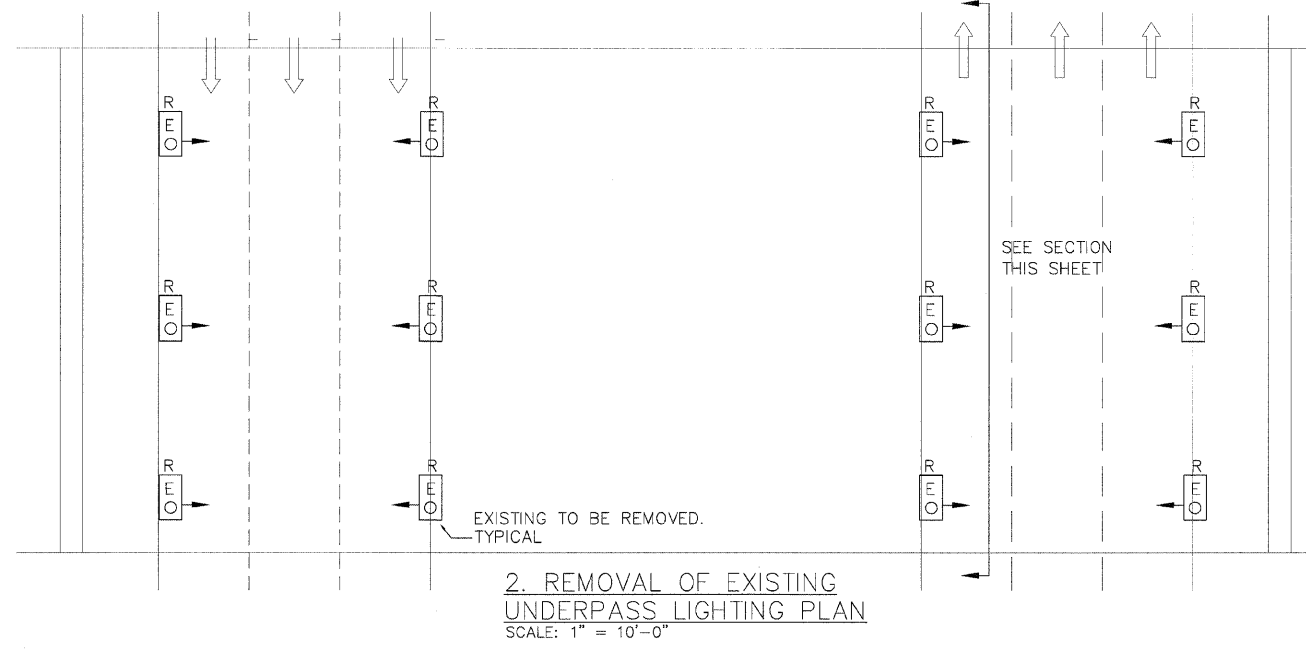 R R R R
E E E E
SEE SECTION
THIS SHEET
R R R R
E E E E
R R R R
E E E E
EXISTING TO BE REMOVED.
TYPICAL
2. REMOVAL OF EXISTING
UNDERPASS LIGHTING PLAN
SCALE: 1" = 10'-0"